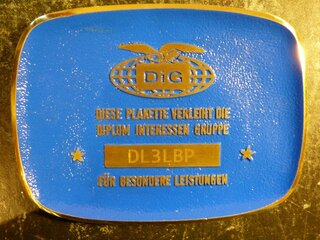 DiG
DIESE PLAKETTE VERLEIHT DIE
DIPLOM INTERESSEN GRUPPE
DL3LBP
FÜR BESONDERE LEISTUNGEN